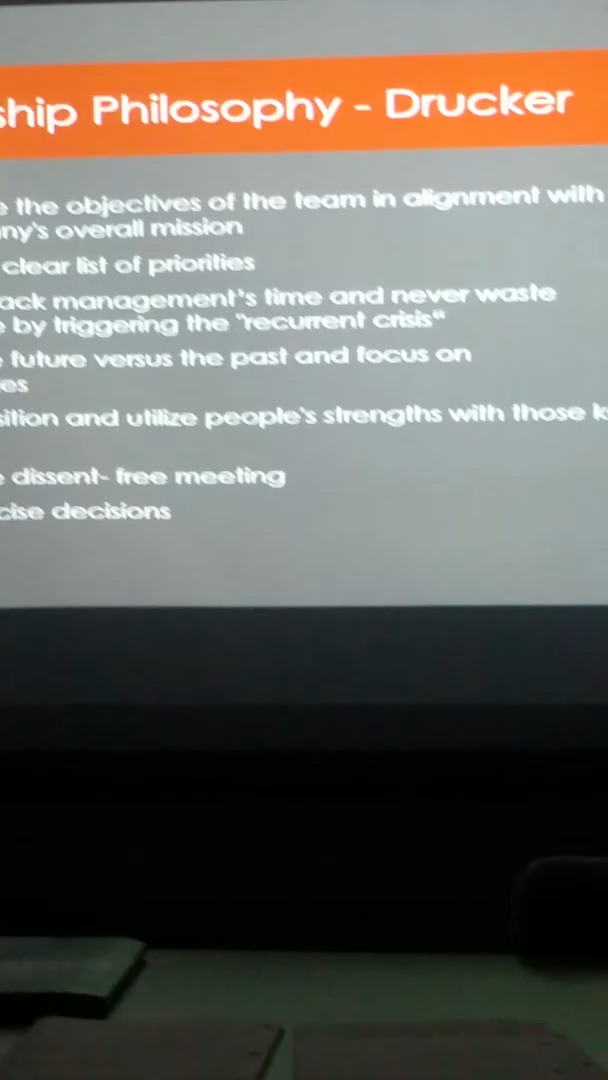 ship Philosophy - Drucker
e the objectives of the team in alignment with
ny's overall mission
clear list of priorities
ack management's time and never waste
e by triggering the "recurrent crisis"
e future versus the past and focus on
es
sition and utilize people's strengths with those k
e dissent- free meeting
cise decisions